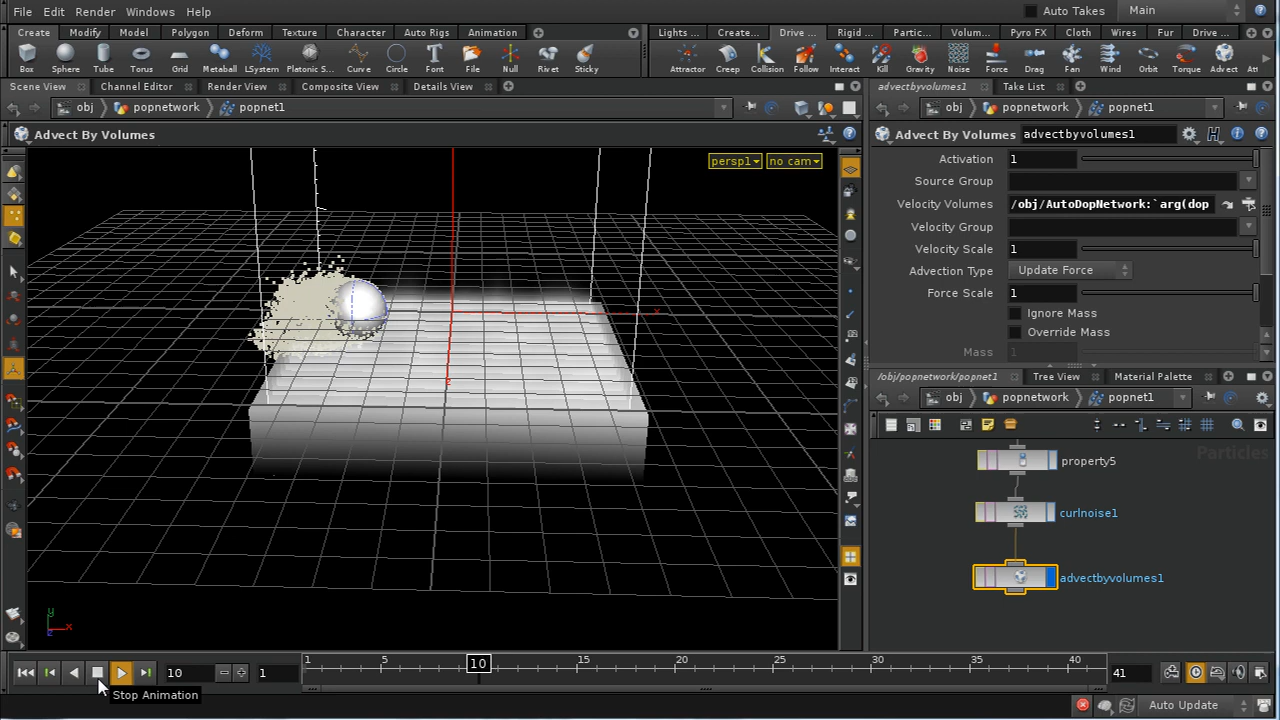 File Edit Render Windows Help Auto Takes Main
Create Modify Model Polygon Deform Texture Character Auto Rigs Animation Lights ... Create... Drive ... Rigid ... Partic... Volum... Pyro FX Cloth Wires Fur Drive ...
Box Sphere Tube Torus Grid Metaball LSystem Platonic S... Curve Circle Font File Null Rivet Sticky Attractor Creep Collision Follow Interact Kill Gravity Noise Force Drag Fan Wind Orbit Torque Advect
Scene View Channel Editor Render View Composite View Details View advectbyvolumes1 Take List
obj popnetwork popnet1 obj popnetwork popnet1
Advect By Volumes Advect By Volumes advectbyvolumes1
persp1 no cam
Activation 1
Source Group
Velocity Volumes /obj/AutoDopNetwork:`arg(dop
Velocity Group
Velocity Scale 1
Advection Type Update Force
Force Scale 1
Ignore Mass
Override Mass
Mass 1
/obj/popnetwork/popnet1 Tree View Material Palette
obj popnetwork popnet1
Particles
property5
curlnoise1
advectbyvolumes1
x
z
y
x
z
10 1 1 5 10 15 20 25 30 35 40 41
Stop Animation
Auto Update